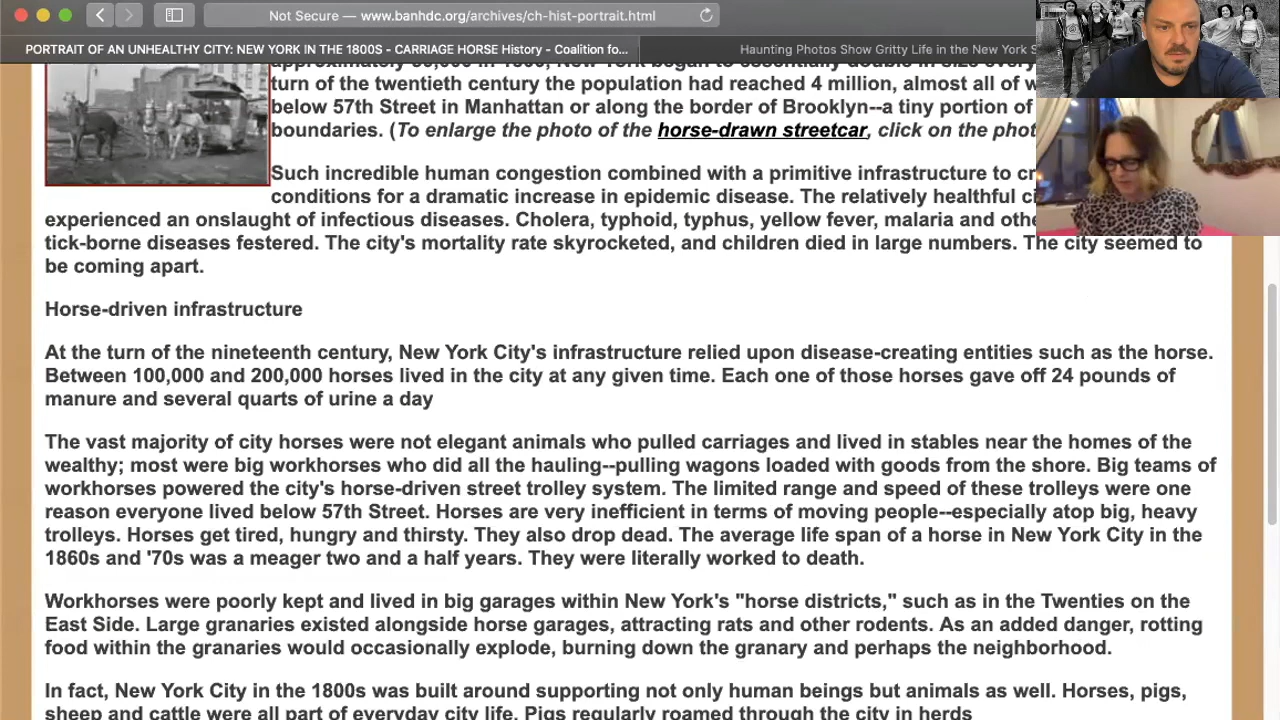 Not Secure — www.banhdc.org/archives/ch-hist-portrait.html
PORTRAIT OF AN UNHEALTHY CITY: NEW YORK IN THE 1800S - CARRIAGE HORSE History - Coalition fo...
Haunting Photos Show Gritty Life in the New York S
turn of the twentieth century the population had reached 4 million, almost all of w
below 57th Street in Manhattan or along the border of Brooklyn--a tiny portion of
boundaries. (To enlarge the photo of the horse-drawn streetcar, click on the phot
Such incredible human congestion combined with a primitive infrastructure to cr
conditions for a dramatic increase in epidemic disease. The relatively healthful ci
experienced an onslaught of infectious diseases. Cholera, typhoid, typhus, yellow fever, malaria and othe
tick-borne diseases festered. The city's mortality rate skyrocketed, and children died in large numbers. The city seemed to
be coming apart.
Horse-driven infrastructure
At the turn of the nineteenth century, New York City's infrastructure relied upon disease-creating entities such as the horse.
Between 100,000 and 200,000 horses lived in the city at any given time. Each one of those horses gave off 24 pounds of
manure and several quarts of urine a day
The vast majority of city horses were not elegant animals who pulled carriages and lived in stables near the homes of the
wealthy; most were big workhorses who did all the hauling--pulling wagons loaded with goods from the shore. Big teams of
workhorses powered the city's horse-driven street trolley system. The limited range and speed of these trolleys were one
reason everyone lived below 57th Street. Horses are very inefficient in terms of moving people--especially atop big, heavy
trolleys. Horses get tired, hungry and thirsty. They also drop dead. The average life span of a horse in New York City in the
1860s and '70s was a meager two and a half years. They were literally worked to death.
Workhorses were poorly kept and lived in big garages within New York's "horse districts," such as in the Twenties on the
East Side. Large granaries existed alongside horse garages, attracting rats and other rodents. As an added danger, rotting
food within the granaries would occasionally explode, burning down the granary and perhaps the neighborhood.
In fact, New York City in the 1800s was built around supporting not only human beings but animals as well. Horses, pigs,
sheep and cattle were all part of everyday city life. Pigs regularly roamed through the city in herds